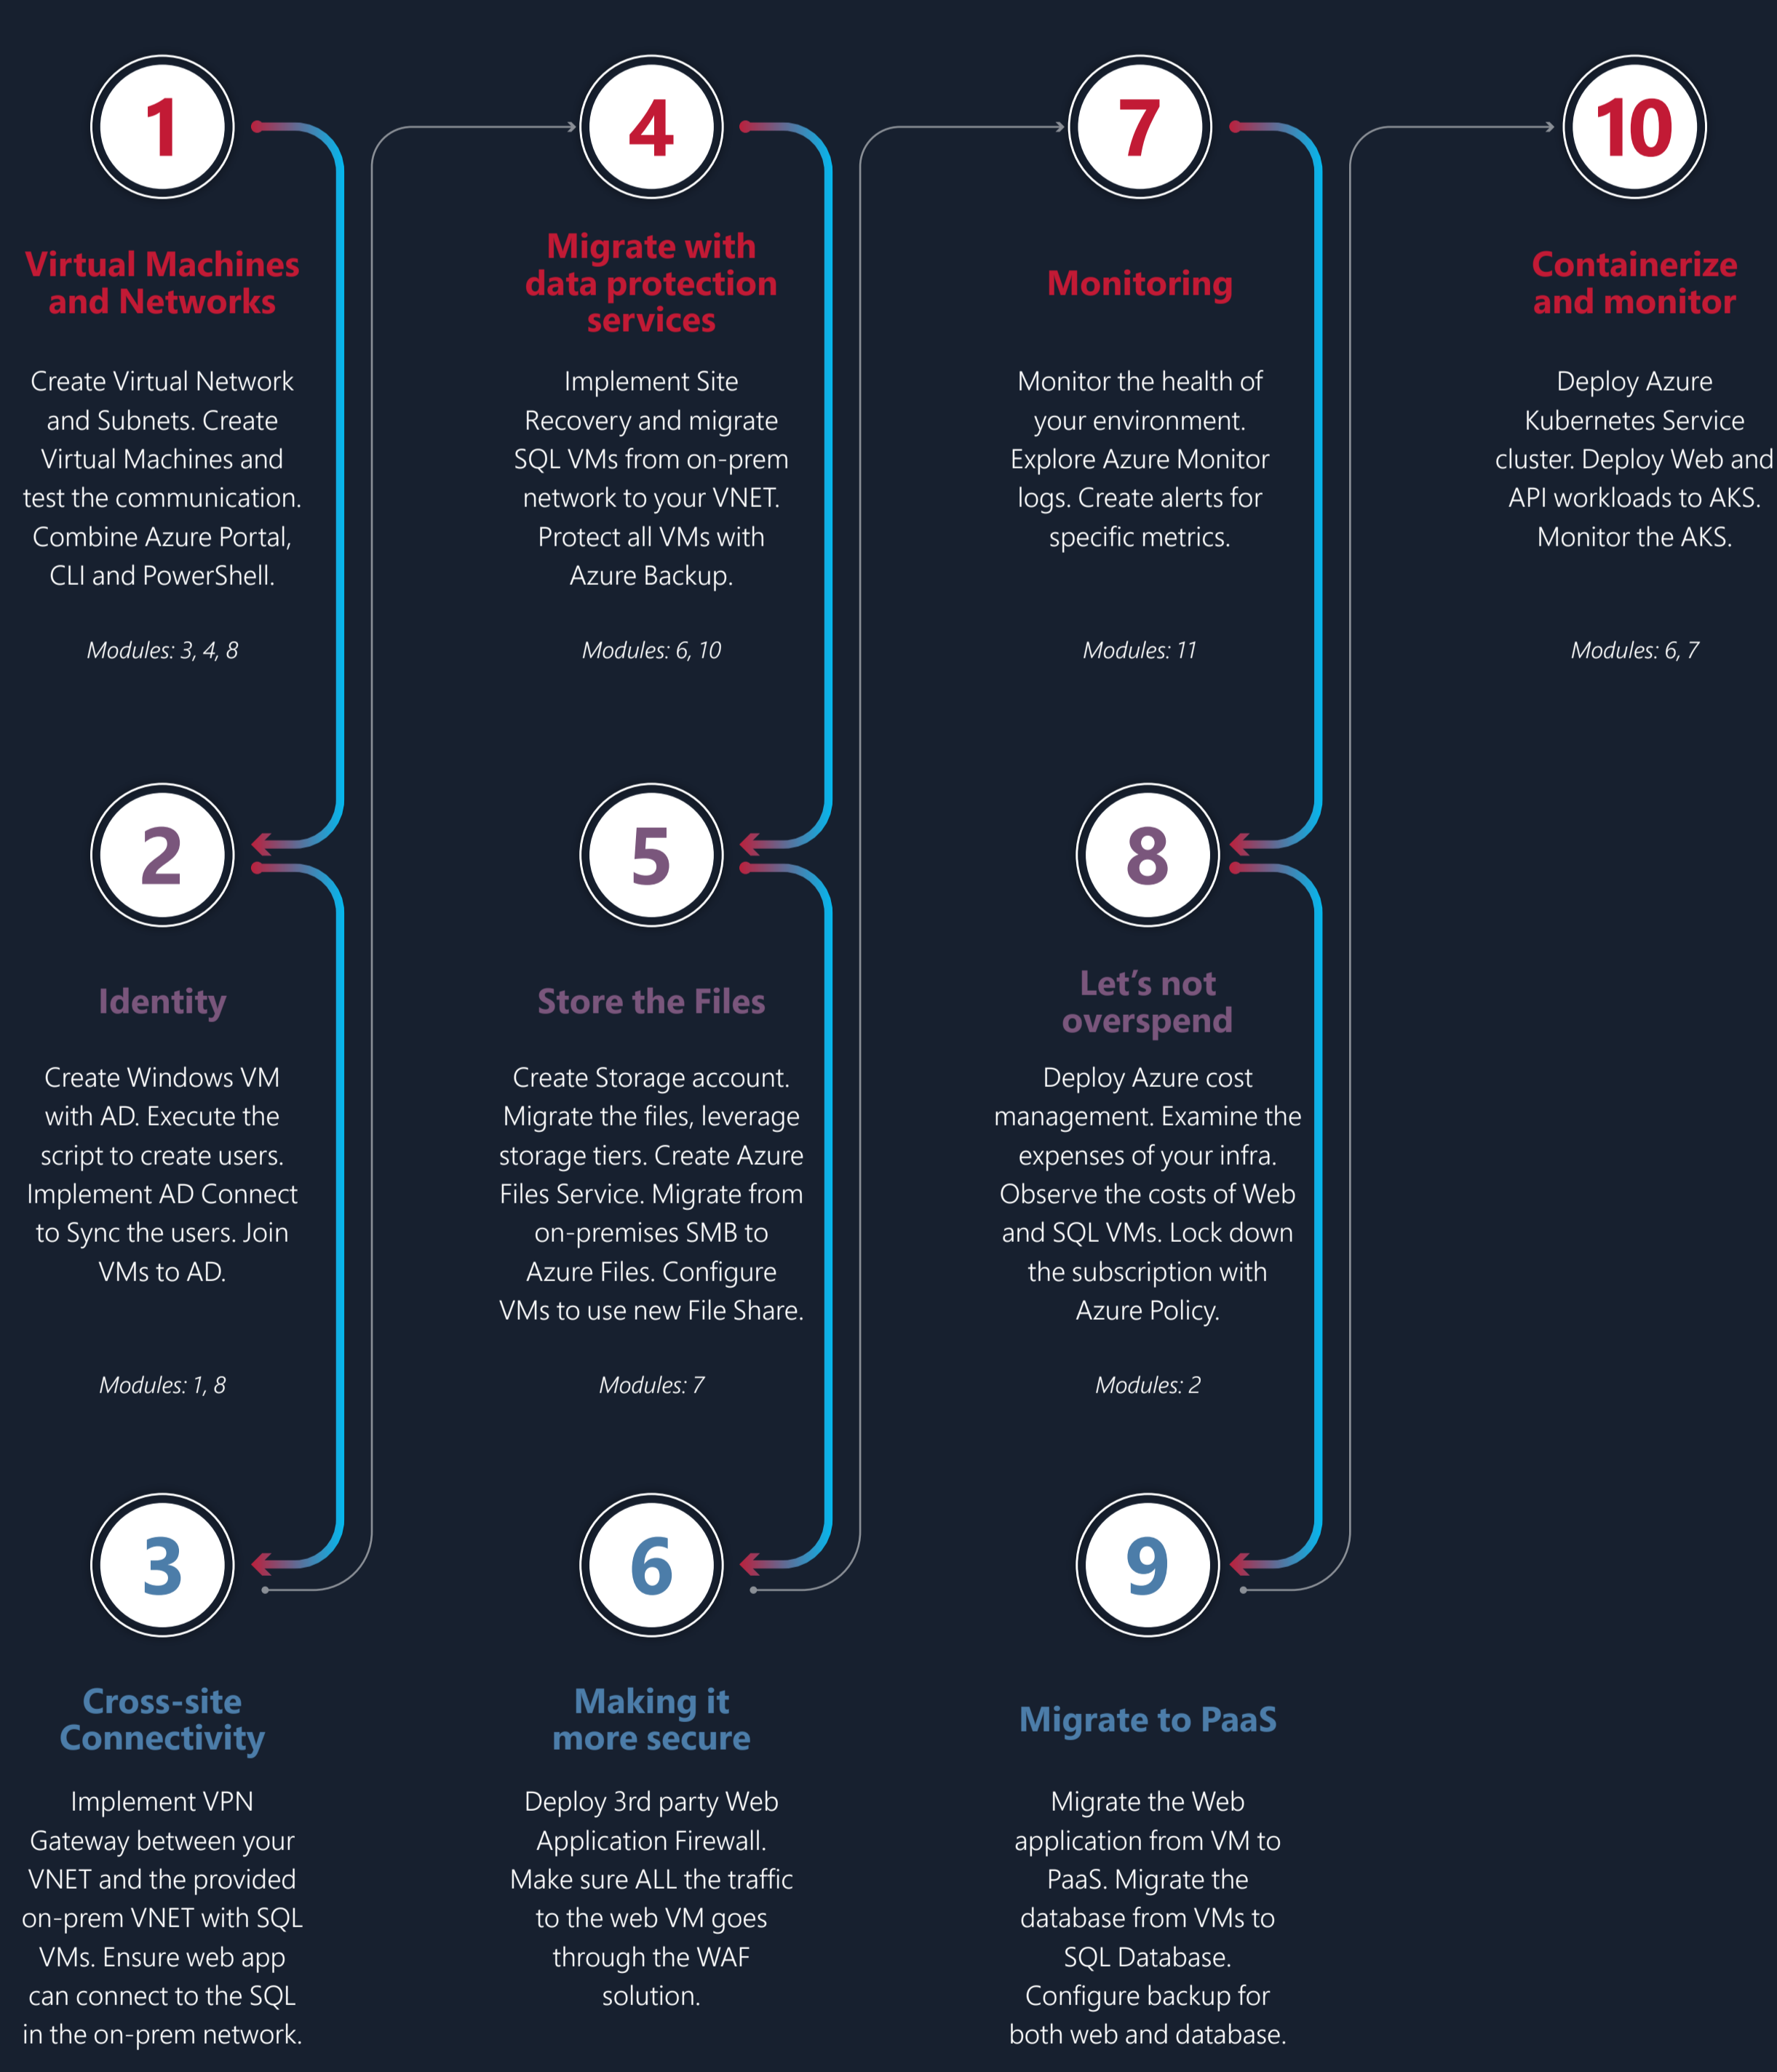 1
Virtual Machines
and Networks
Create Virtual Network
and Subnets. Create
Virtual Machines and
test the communication.
Combine Azure Portal,
CLI and PowerShell.
Modules: 3, 4, 8
2
Identity
Create Windows VM
with AD. Execute the
script to create users.
Implement AD Connect
to Sync the users. Join
VMs to AD.
Modules: 1, 8
3
Cross-site
Connectivity
Implement VPN
Gateway between your
VNET and the provided
on-prem VNET with SQL
VMs. Ensure web app
can connect to the SQL
in the on-prem network.
4
Migrate with
data protection
services
Implement Site
Recovery and migrate
SQL VMs from on-prem
network to your VNET.
Protect all VMs with
Azure Backup.
Modules: 6, 10
5
Store the Files
Create Storage account.
Migrate the files, leverage
storage tiers. Create Azure
Files Service. Migrate from
on-premises SMB to
Azure Files. Configure
VMs to use new File Share.
Modules: 7
6
Making it
more secure
Deploy 3rd party Web
Application Firewall.
Make sure ALL the traffic
to the web VM goes
through the WAF
solution.
7
Monitoring
Monitor the health of
your environment.
Explore Azure Monitor
logs. Create alerts for
specific metrics.
Modules: 11
8
Let’s not
overspend
Deploy Azure cost
management. Examine the
expenses of your infra.
Observe the costs of Web
and SQL VMs. Lock down
the subscription with
Azure Policy.
Modules: 2
9
Migrate to PaaS
Migrate the Web
application from VM to
PaaS. Migrate the
database from VMs to
SQL Database.
Configure backup for
both web and database.
10
Containerize
and monitor
Deploy Azure
Kubernetes Service
cluster. Deploy Web and
API workloads to AKS.
Monitor the AKS.
Modules: 6, 7